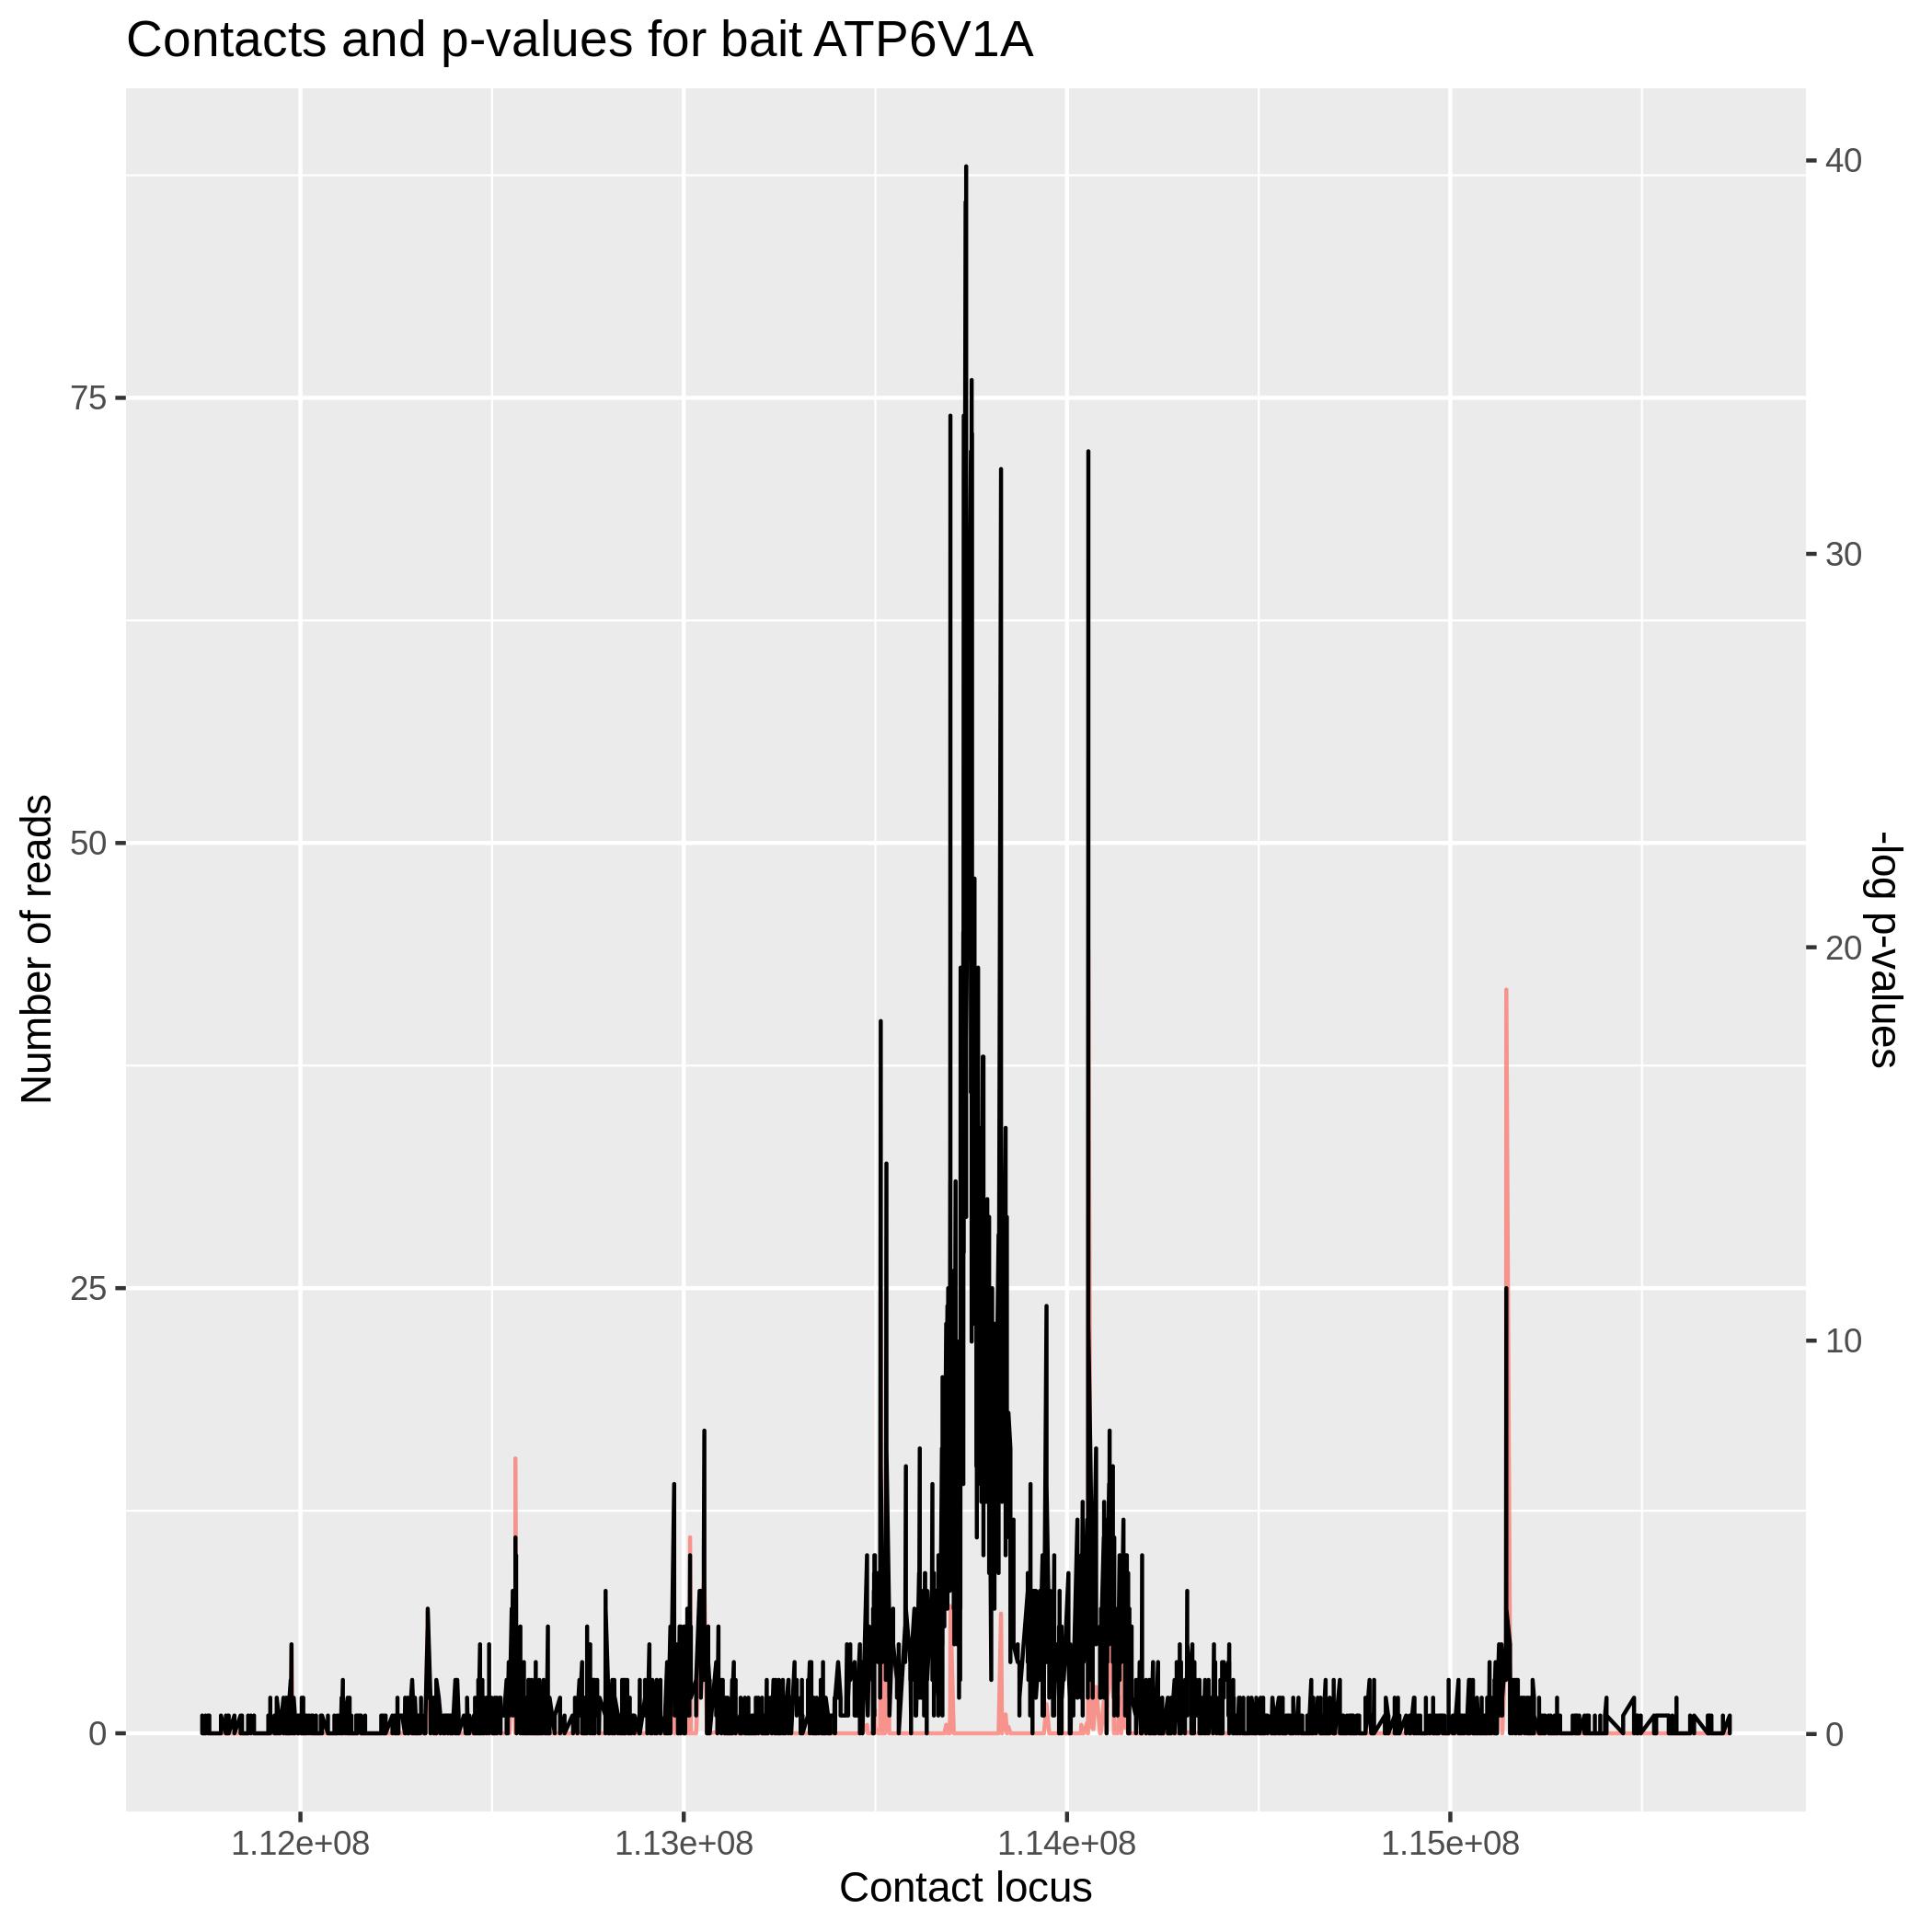 Contacts and p-values for bait ATP6V1A
Number of reads
75
50
25
0
40
30
20
10
0
-log p-values
1.12e+08
1.13e+08
1.14e+08
1.15e+08
Contact locus